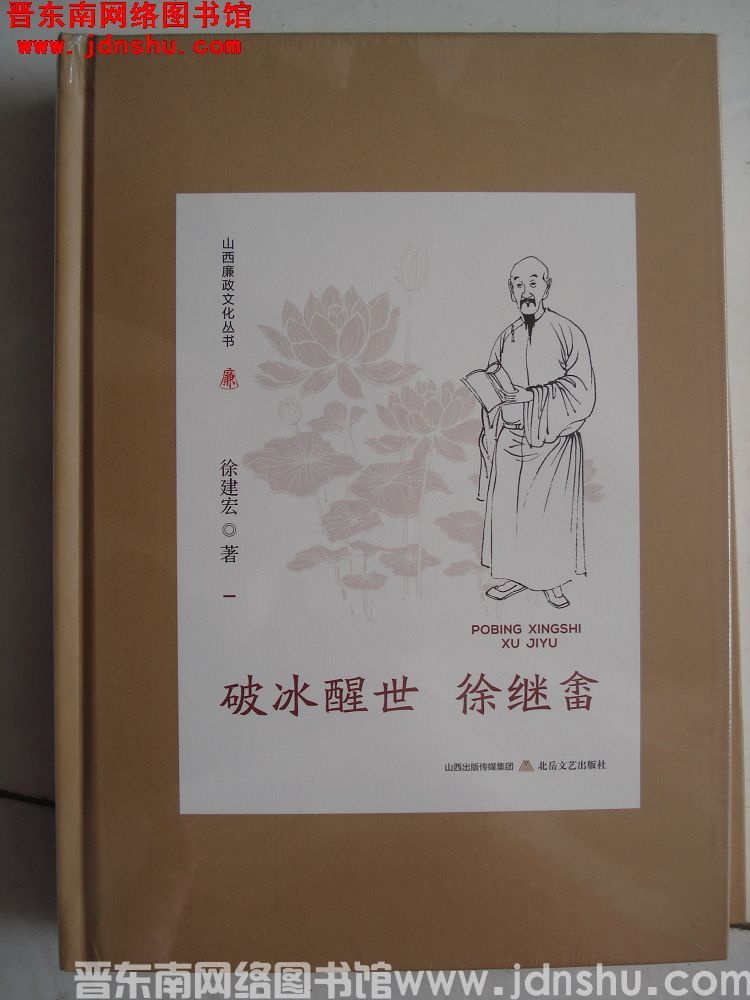 晋东南网络图书馆
www.jdnshu.com
山西廉政文化丛书
廉
徐建宏◎著
POBING XINGSHI
XU JIYU
破冰醒世 徐继畬
山西出版传媒集团 北岳文艺出版社
晋东南网络图书馆www.jdnshu.com